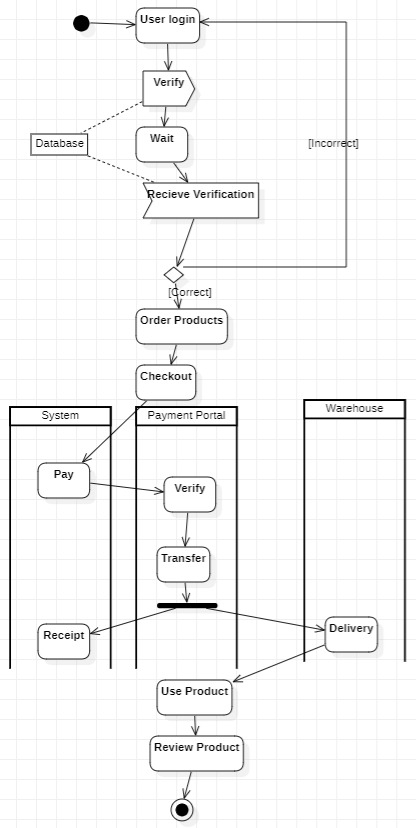 User login
Verify
Wait
Database
[Incorrect]
Recieve Verification
[Correct]
Order Products
Checkout
System
Payment Portal
Warehouse
Pay
Verify
Transfer
Receipt
Delivery
Use Product
Review Product